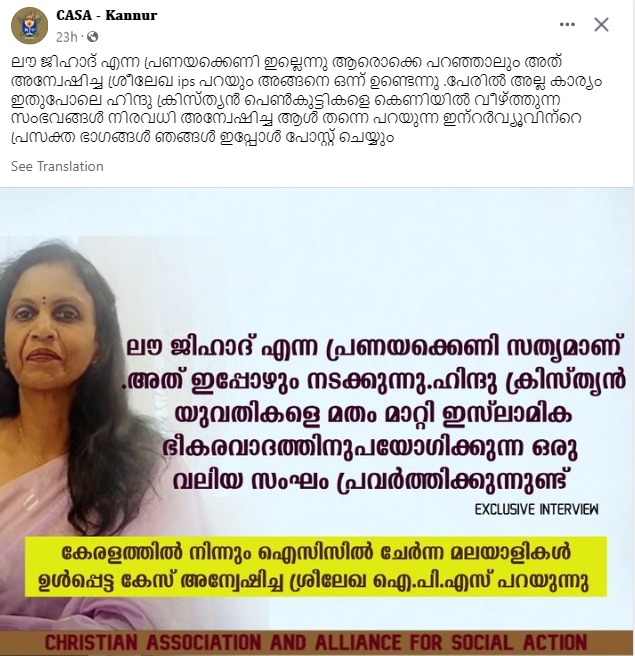 CASA - Kannur
23h ·
ലൗ ജിഹാദ് എന്ന പ്രണയക്കെണി ഇല്ലെന്നു ആരൊക്കെ പറഞ്ഞാലും അത്
അന്വേഷിച്ച ശ്രീലേഖ ips പറയും അങ്ങനെ ഒന്ന് ഉണ്ടെന്നു .പേരിൽ അല്ല കാര്യം
ഇതുപോലെ ഹിന്ദു ക്രിസ്ത്യൻ പെൺകുട്ടികളെ കെണിയിൽ വീഴ്ത്തുന്ന
സംഭവങ്ങൾ നിരവധി അന്വേഷിച്ച ആൾ തന്നെ പറയുന്ന ഇന്റർവ്യൂവിന്റെ
പ്രസക്ത ഭാഗങ്ങൾ ഞങ്ങൾ ഇപ്പോൾ പോസ്റ്റ് ചെയ്യും
See Translation
ലൗ ജിഹാദ് എന്ന പ്രണയക്കെണി സത്യമാണ്
.അത് ഇപ്പോഴും നടക്കുന്നു.ഹിന്ദു ക്രിസ്ത്യൻ
യുവതികളെ മതം മാറ്റി ഇസ്ലാമിക
ഭീകരവാദത്തിനുപയോഗിക്കുന്ന ഒരു
വലിയ സംഘം പ്രവർത്തിക്കുന്നുണ്ട്
EXCLUSIVE INTERVIEW
കേരളത്തിൽ നിന്നും ഐസിസിൽ ചേർന്ന മലയാളികൾ
ഉൾപ്പെട്ട കേസ് അന്വേഷിച്ച ശ്രീലേഖ ഐ.പി.എസ് പറയുന്നു
CHRISTIAN ASSOCIATION AND ALLIANCE FOR SOCIAL ACTION